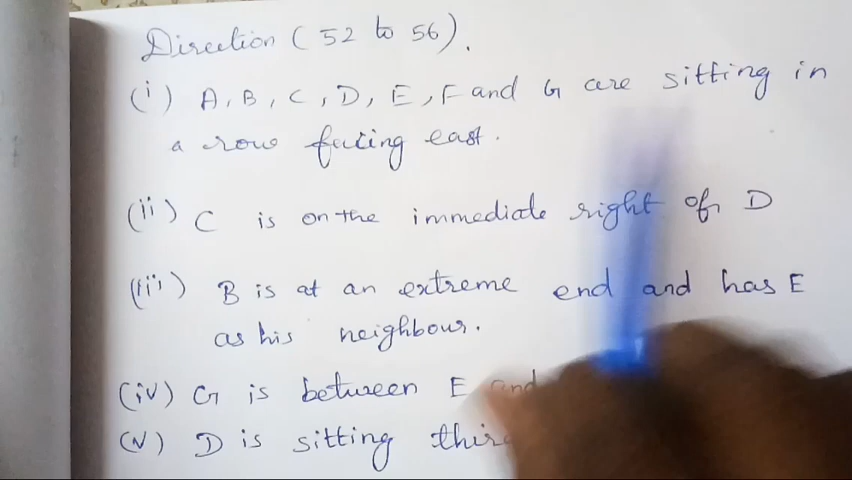 Direction (52 to 56).
(i) A, B, C, D, E, F and G are sitting in
a row facing east.
(ii) C is on the immediate right of D
(iii) B is at an extreme end and has E
as his neighbour.
(iv) G is between E and
(v) D is sitting